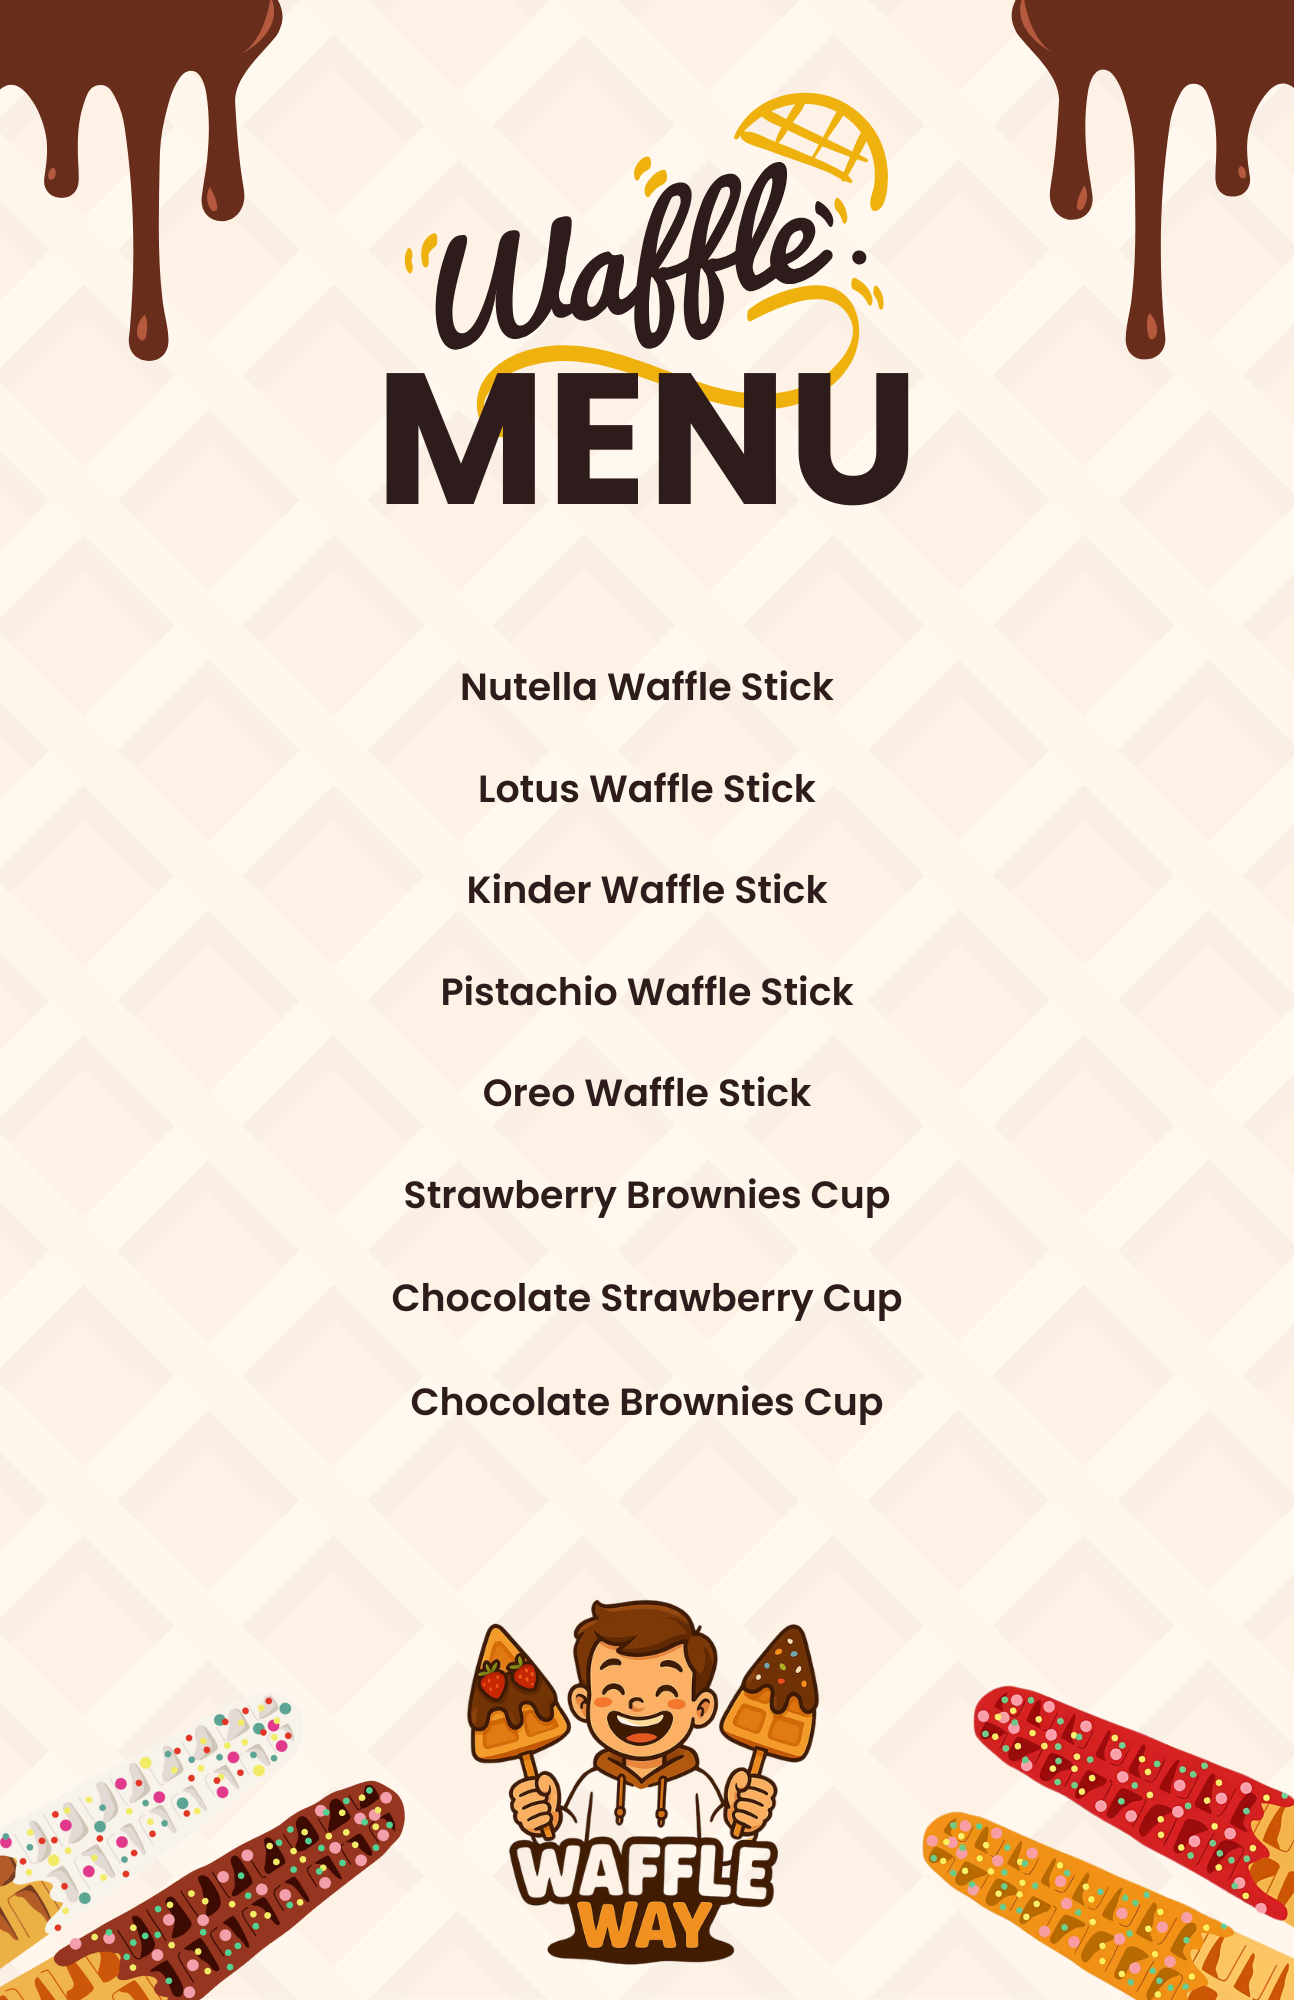 Waffle
MENU
Nutella Waffle Stick
Lotus Waffle Stick
Kinder Waffle Stick
Pistachio Waffle Stick
Oreo Waffle Stick
Strawberry Brownies Cup
Chocolate Strawberry Cup
Chocolate Brownies Cup
WAFFLE
WAY